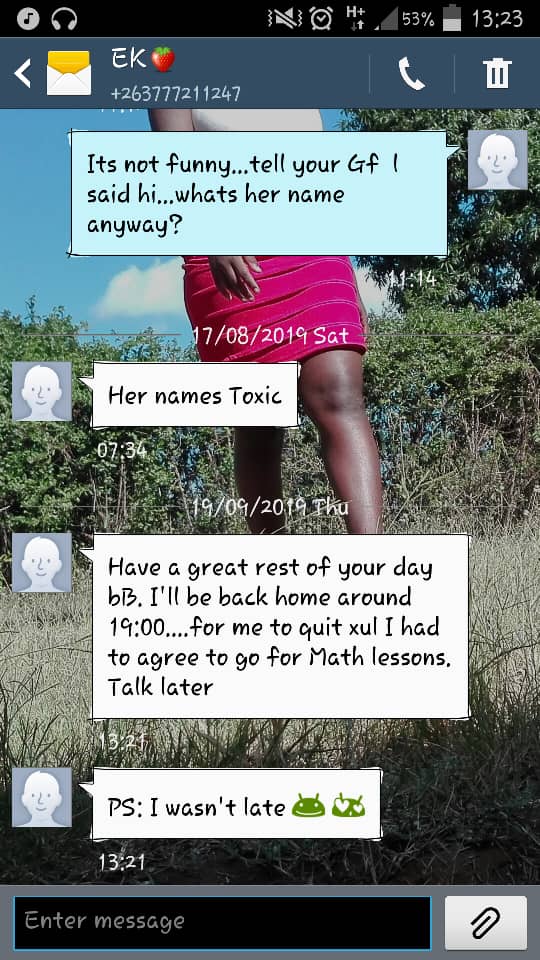 H+
53%
13:23
EK
+263777211247
Its not funny...tell your Gf I
said hi...whats her name
anyway?
11:14
17/08/2019 Sat
Her names Toxic
07:34
19/09/2019 Thu
Have a great rest of your day
bB. I'll be back home around
19:00....for me to quit xul I had
to agree to go for Math lessons.
Talk later
13:21
PS: I wasn't late
13:21
Enter message